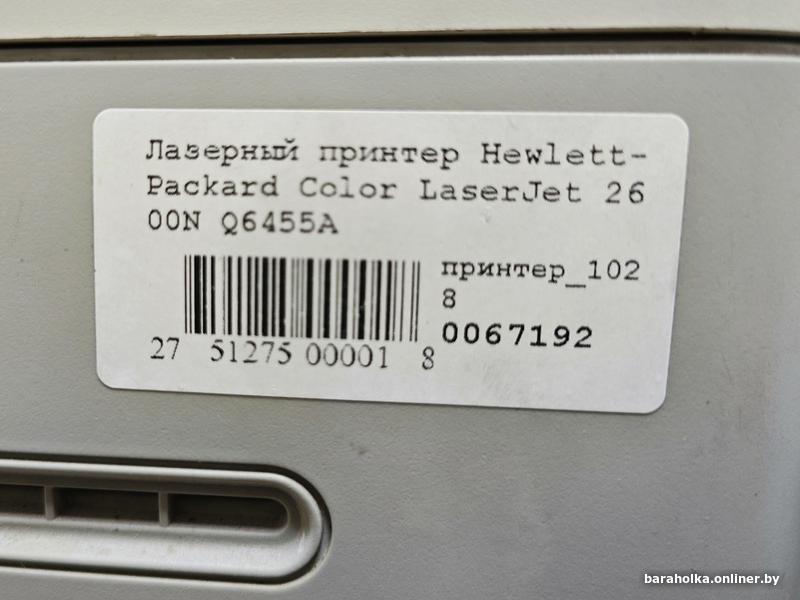 Лазерный принтер Hewlett-
Packard Color LaserJet 26
00N Q6455A
принтер_102
8
0067192
27 51275 00001 8
baraholka.onliner.by